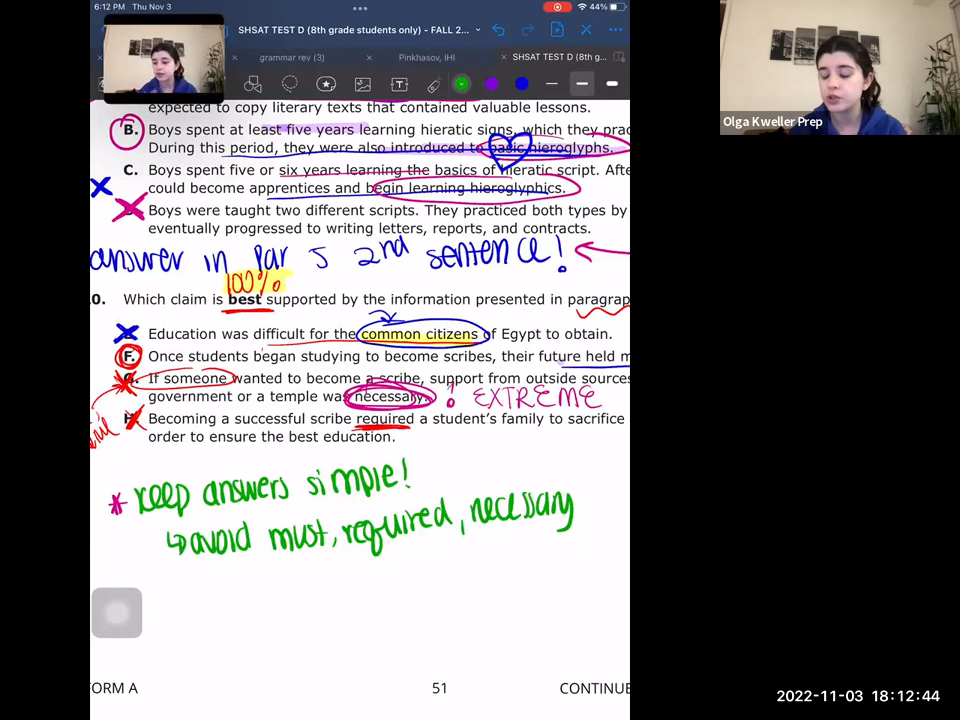 6:12 PM Thu Nov 3
44%
SHSAT TEST D (8th grade students only) – FALL 2...
grammar rev (3)
Pinkhasov, IHI
SHSAT TEST D (8th g...
Olga Kweller Prep
expected to copy literary texts that contained valuable lessons.
B. Boys spent at least five years learning hieratic signs, which they prac
During this period, they were also introduced to basic hieroglyphs.
C. Boys spent five or six years learning the basics of hieratic script. Afte
could become apprentices and begin learning hieroglyphics.
Boys were taught two different scripts. They practiced both types by
eventually progressed to writing letters, reports, and contracts.
answer in Par 5 2nd sentence!
100%
0. Which claim is best supported by the information presented in paragrap
Education was difficult for the common citizens of Egypt to obtain.
F. Once students began studying to become scribes, their future held m
G. If someone wanted to become a scribe, support from outside sources
government or a temple was necessary. ! EXTREME
H. Becoming a successful scribe required a student's family to sacrifice
order to ensure the best education.
* keep answers simple!
↳ avoid must, required, necessary
FORM A
51
CONTINUE
2022-11-03 18:12:44